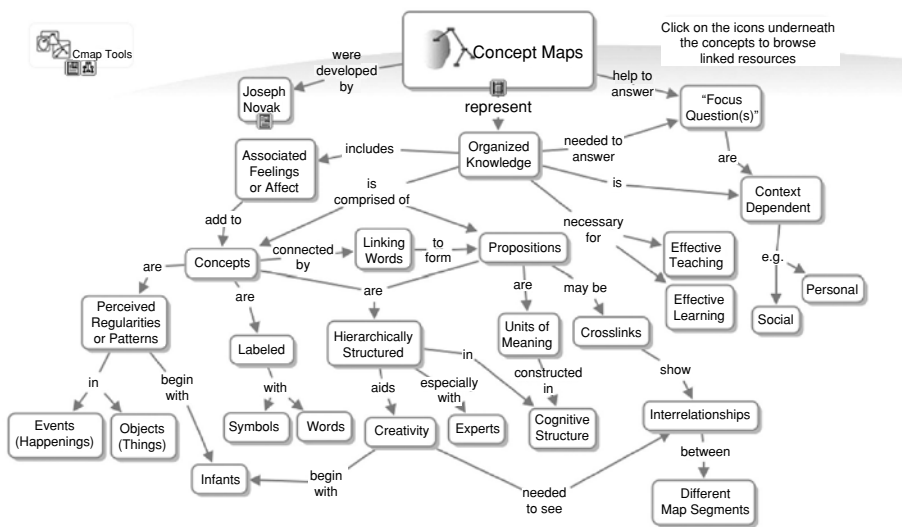 Cmap Tools
Concept Maps
Click on the icons underneath
the concepts to browse
linked resources
were
developed
by
help to
answer
Joseph
Novak
represent
"Focus
Question(s)"
Associated
Feelings
or Affect
includes
Organized
Knowledge
needed to
answer
are
is
Context
Dependent
is
comprised of
add to
necessary
for
Concepts
connected
by
Linking
Words
to
form
Propositions
Effective
Teaching
e.g.
Personal
are
are
are
are
may be
Effective
Learning
Social
Perceived
Regularities
or Patterns
Labeled
Hierarchically
Structured
Units of
Meaning
Crosslinks
in
begin
with
with
aids
especially
with
in
constructed
in
show
Events
(Happenings)
Objects
(Things)
Symbols
Words
Creativity
Experts
Cognitive
Structure
Interrelationships
Infants
begin
with
needed
to see
between
Different
Map Segments